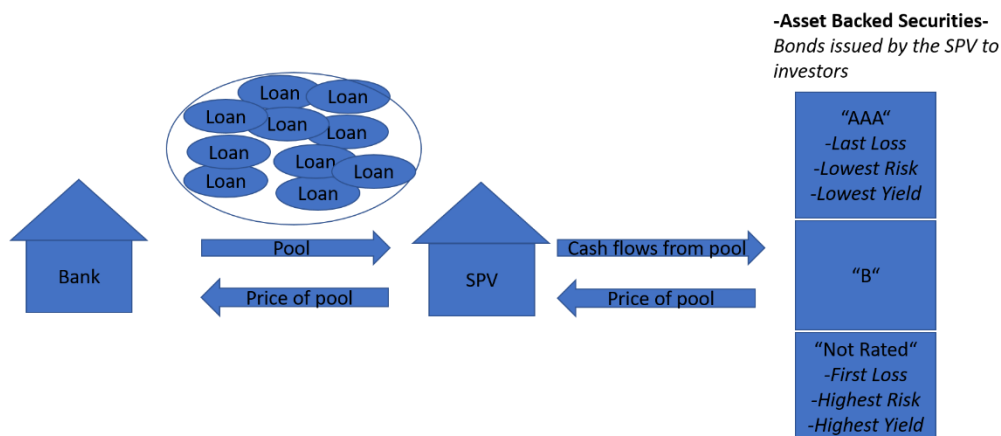 -Asset Backed Securities-
Bonds issued by the SPV to
investors
Loan
Loan
Loan
Loan
Loan
Loan
Loan
Loan
Loan
Loan
"AAA"
-Last Loss
-Lowest Risk
-Lowest Yield
Bank
Pool
Price of pool
SPV
Cash flows from pool
Price of pool
"B"
"Not Rated"
-First Loss
-Highest Risk
-Highest Yield